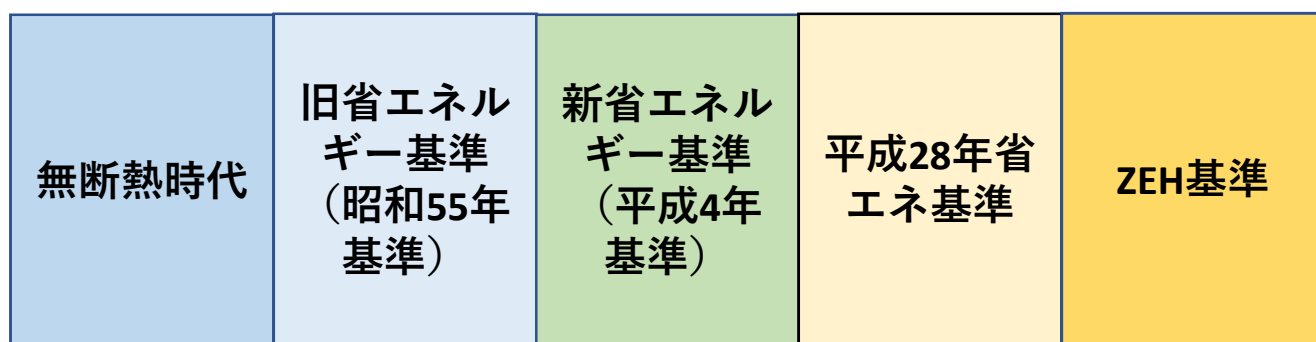 無断熱時代
旧省エネル
ギー基準
（昭和55年
基準）
新省エネル
ギー基準
（平成4年
基準）
平成28年省
エネ基準
ZEH基準